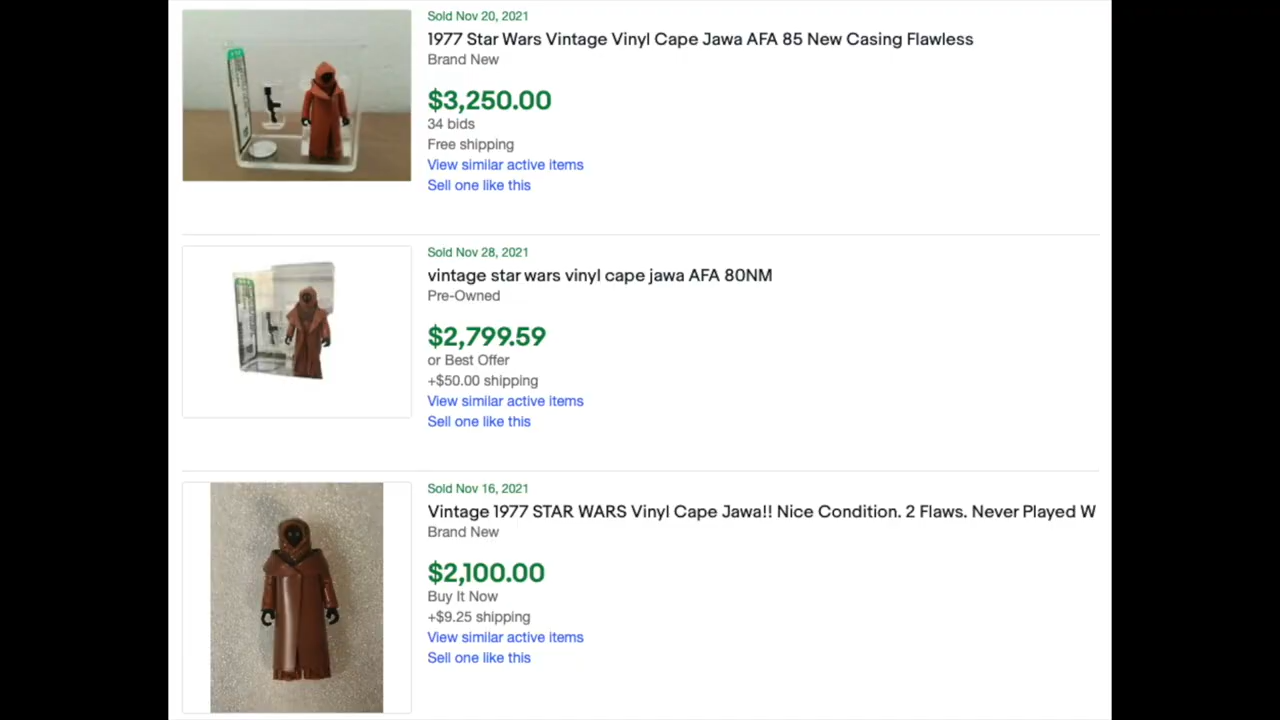 Sold Nov 20, 2021
1977 Star Wars Vintage Vinyl Cape Jawa AFA 85 New Casing Flawless
Brand New
$3,250.00
34 bids
Free shipping
View similar active items
Sell one like this
Sold Nov 28, 2021
vintage star wars vinyl cape jawa AFA 80NM
Pre-Owned
$2,799.59
or Best Offer
+$50.00 shipping
View similar active items
Sell one like this
Sold Nov 16, 2021
Vintage 1977 STAR WARS Vinyl Cape Jawa!! Nice Condition. 2 Flaws. Never Played W
Brand New
$2,100.00
Buy It Now
+$9.25 shipping
View similar active items
Sell one like this